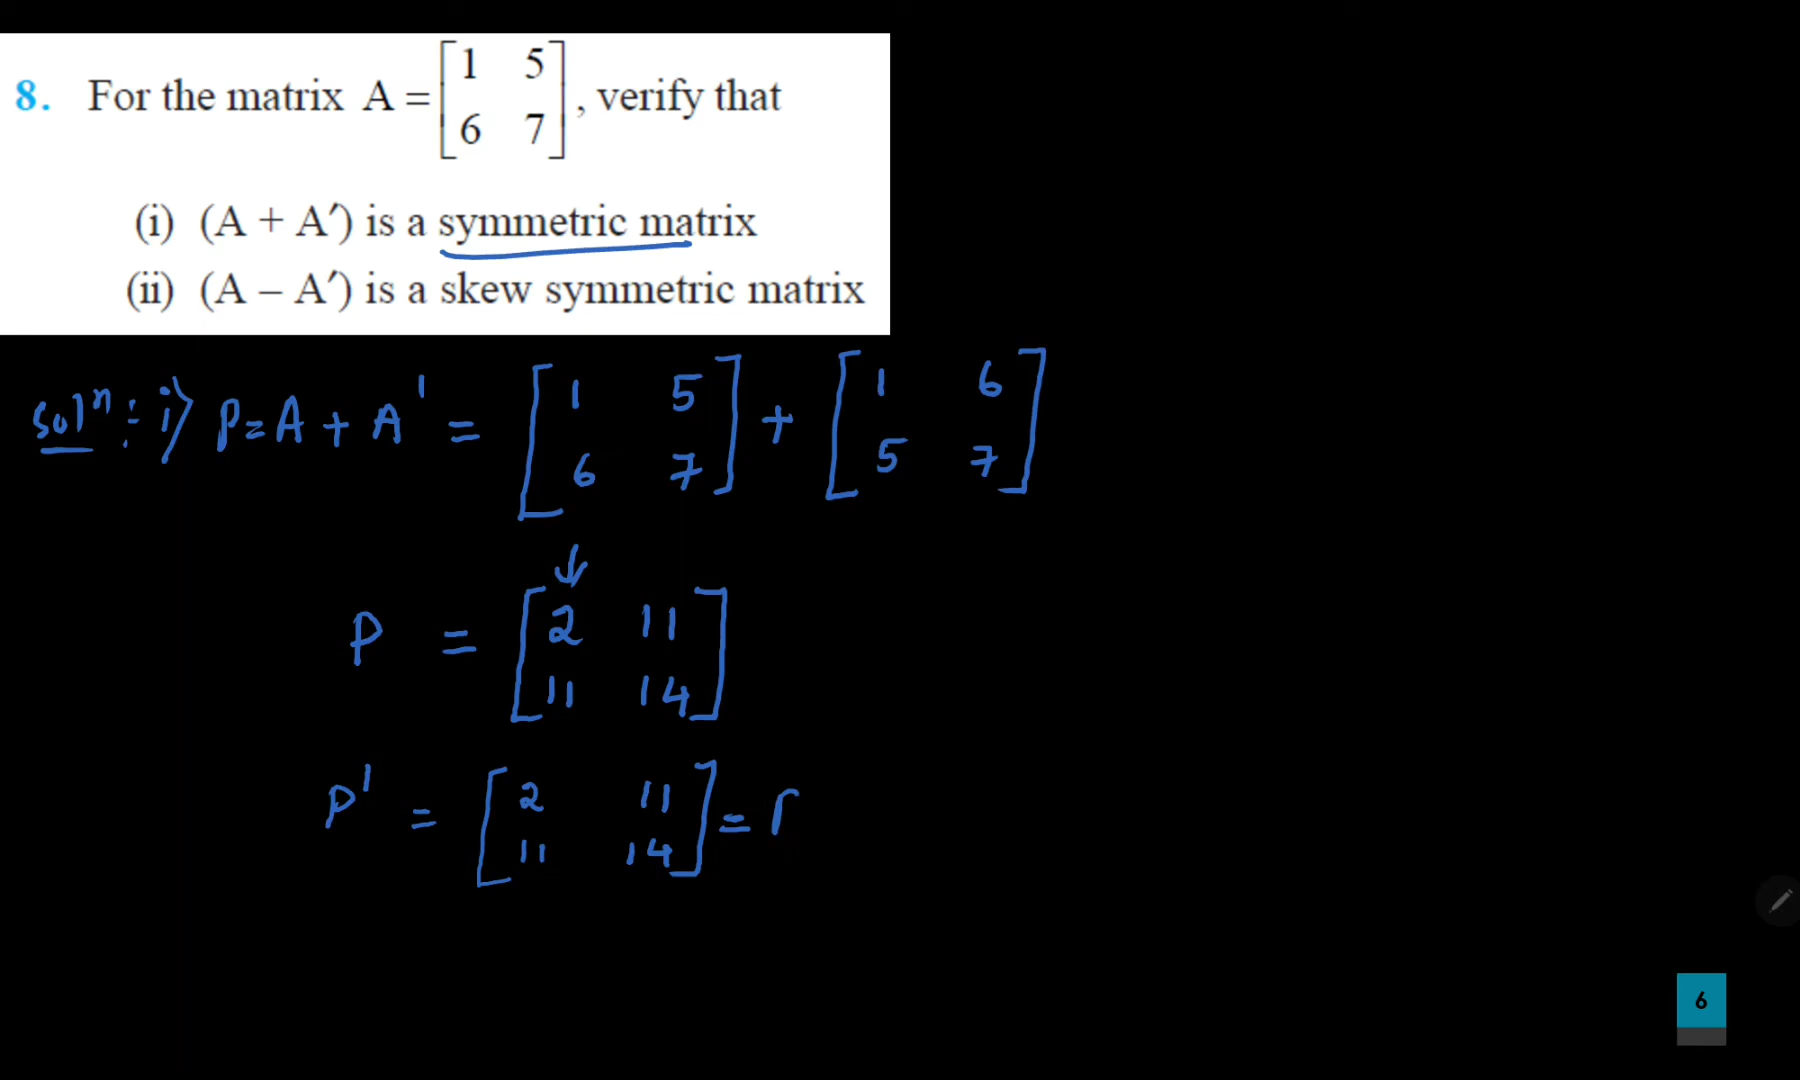 8. For the matrix A = [1 5; 6 7], verify that
(i) (A + A′) is a symmetric matrix
(ii) (A – A′) is a skew symmetric matrix
Solⁿ : i) P = A + A' = [1 5; 6 7] + [1 6; 5 7]
P = [2 11; 11 14]
P' = [2 11; 11 14] =
6